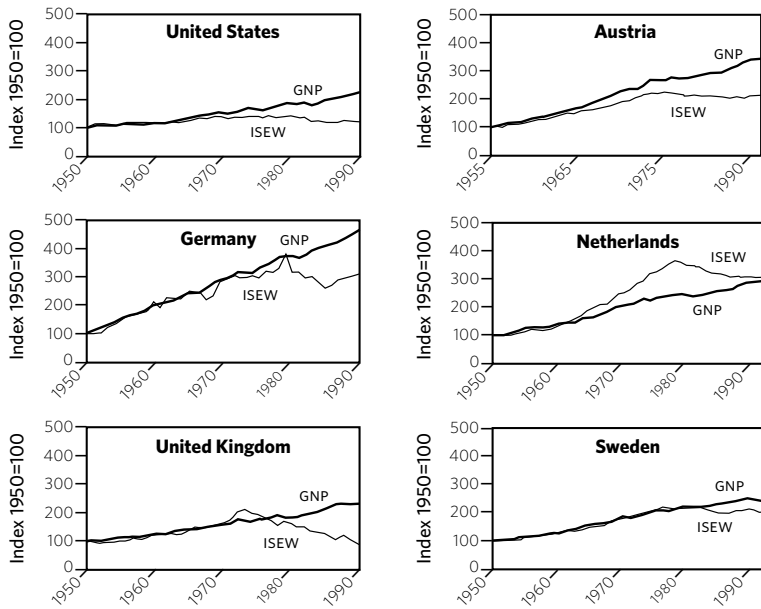 United States
Index 1950=100
500
400
300
200
100
0
GNP
ISEW
1950
1960
1970
1980
1990
Austria
Index 1950=100
500
400
300
200
100
0
GNP
ISEW
1955
1965
1975
1990
Germany
Index 1950=100
500
400
300
200
100
0
GNP
ISEW
1950
1960
1970
1980
1990
Netherlands
Index 1950=100
500
400
300
200
100
0
ISEW
GNP
1950
1960
1970
1980
1990
United Kingdom
Index 1950=100
500
400
300
200
100
0
GNP
ISEW
1950
1960
1970
1980
1990
Sweden
Index 1950=100
500
400
300
200
100
0
GNP
ISEW
1950
1960
1970
1980
1990